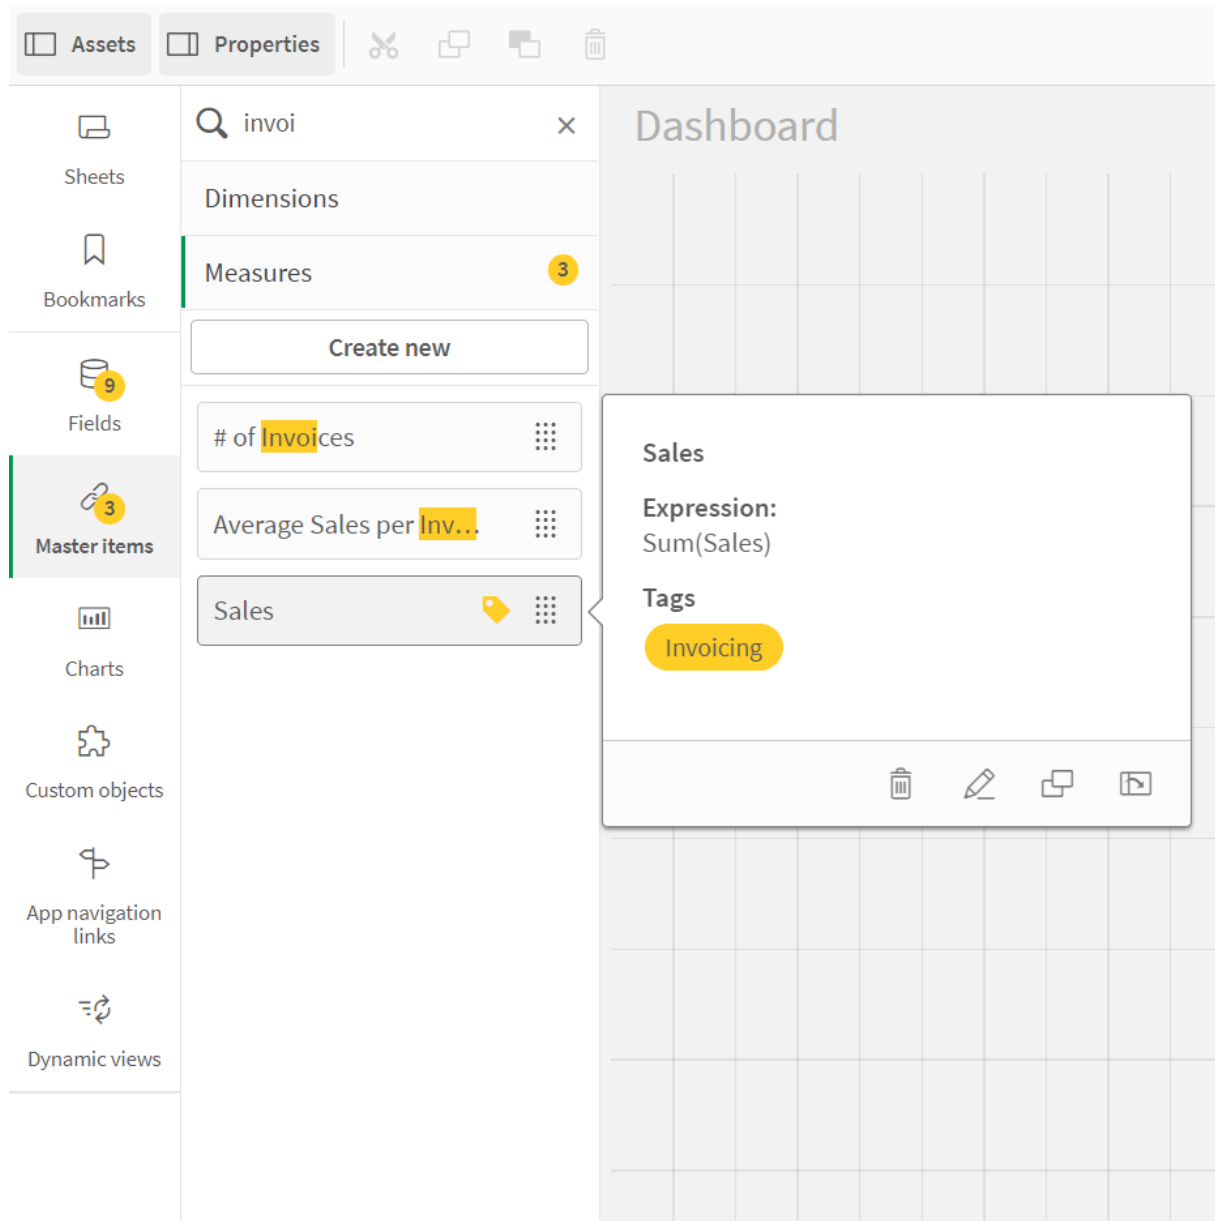 Assets
Properties
Sheets
Bookmarks
9
Fields
3
Master items
Charts
Custom objects
App navigation
links
Dynamic views
invoi
Dimensions
Measures
3
Create new
# of Invoices
Average Sales per Inv...
Sales
Dashboard
Sales
Expression:
Sum(Sales)
Tags
Invoicing